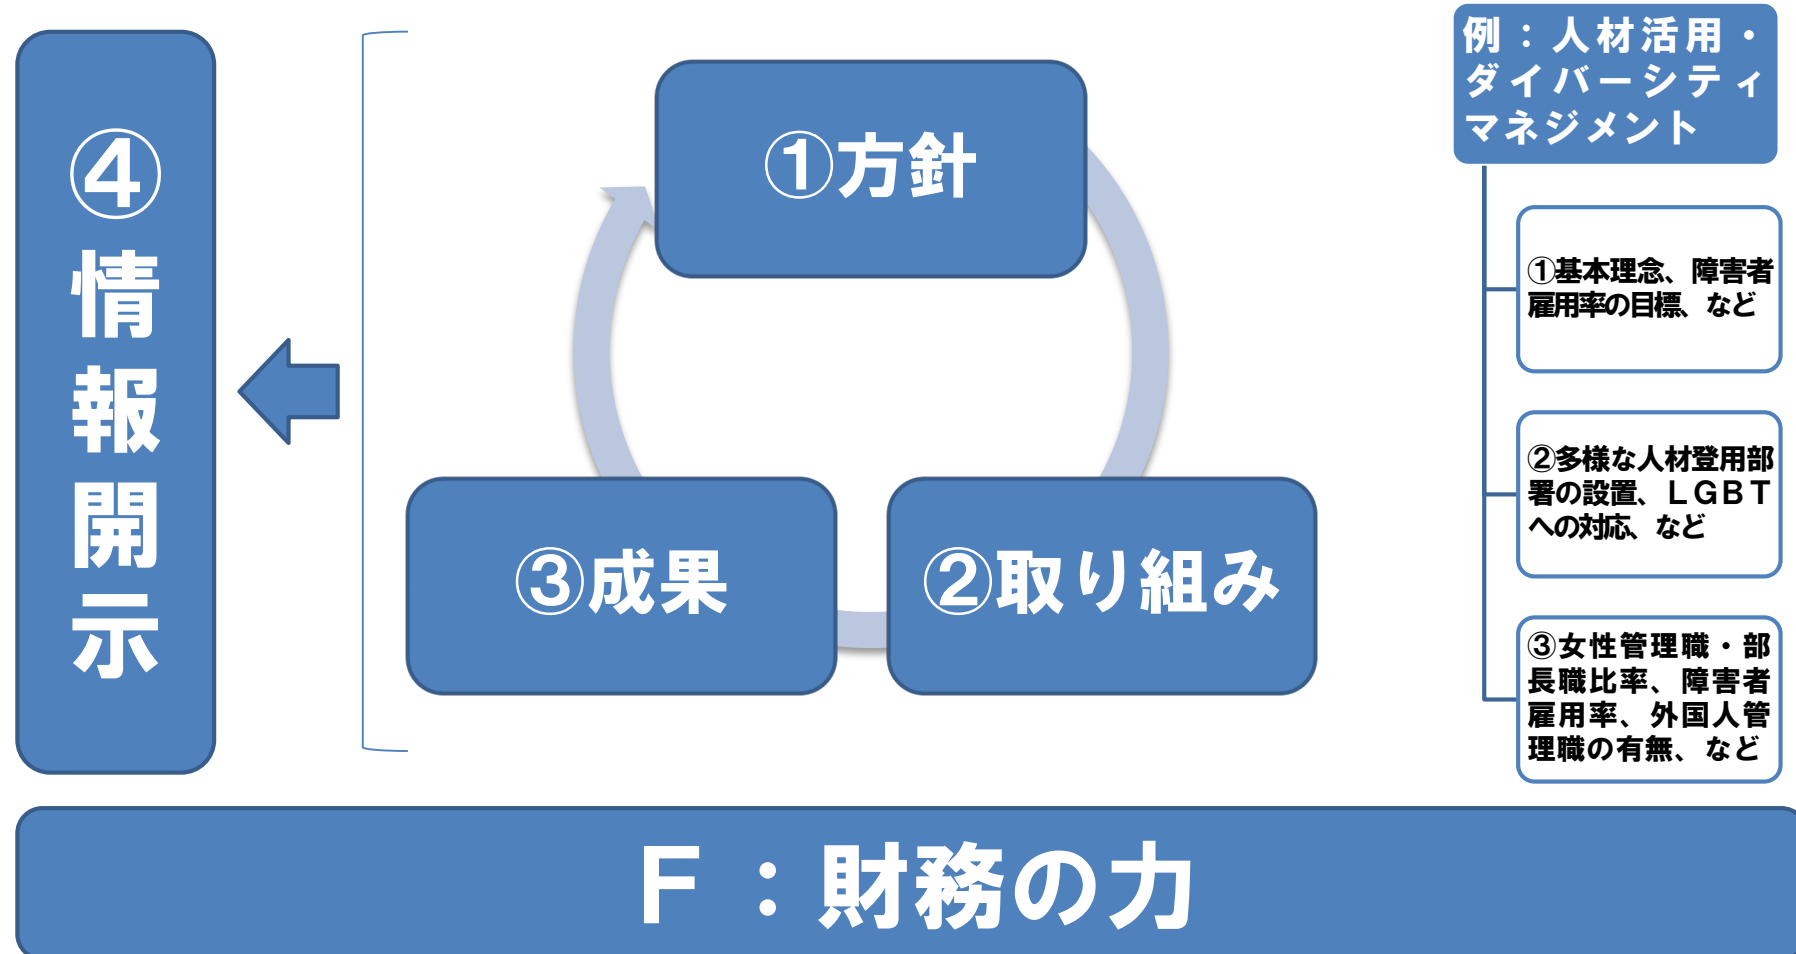 ④情報開示
①方針
③成果
②取り組み
例：人材活用・
ダイバーシティ
マネジメント
①基本理念、障害者
雇用率の目標、など
②多様な人材登用部
署の設置、ＬＧＢＴ
への対応、など
③女性管理職・部
長職比率、障害者
雇用率、外国人管
理職の有無、など
Ｆ：財務の力